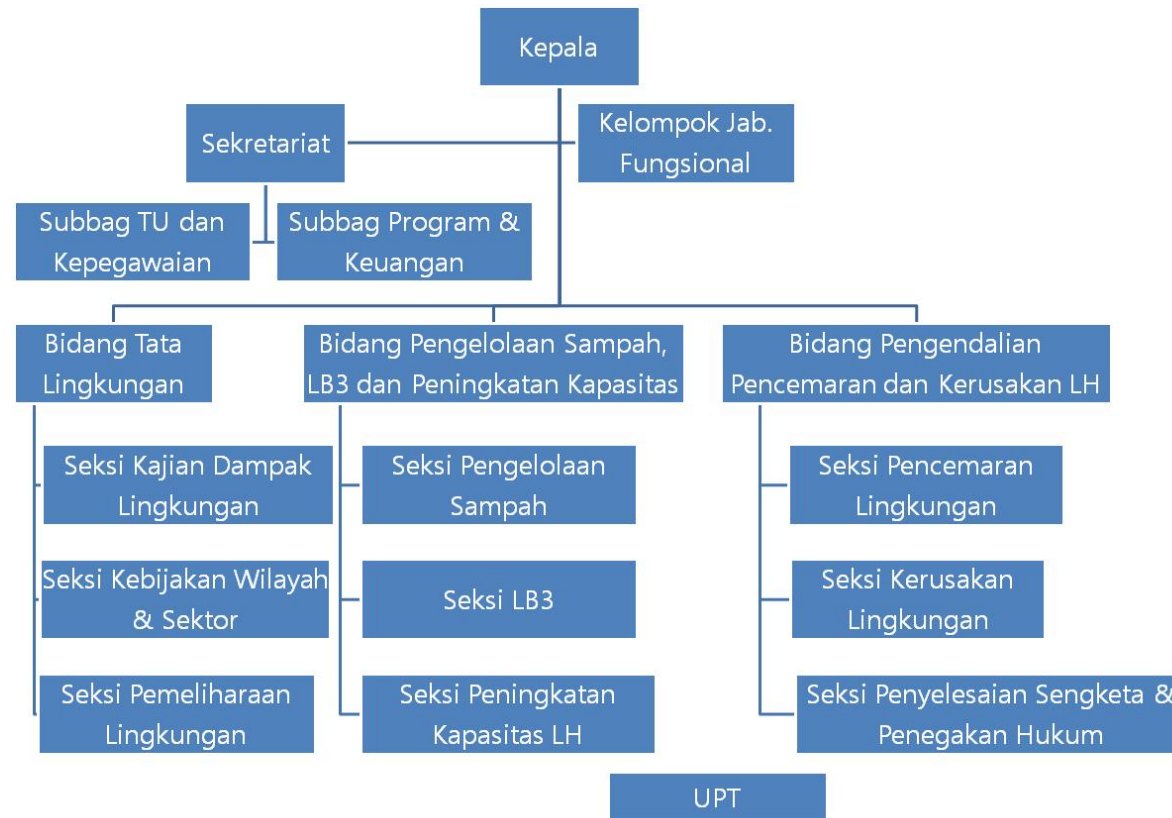 Kepala
Sekretariat
Kelompok Jab.
Fungsional
Subbag TU dan
Kepegawaian
Subbag Program &
Keuangan
Bidang Tata
Lingkungan
Bidang Pengelolaan Sampah,
LB3 dan Peningkatan Kapasitas
Bidang Pengendalian
Pencemaran dan Kerusakan LH
Seksi Kajian Dampak
Lingkungan
Seksi Pengelolaan
Sampah
Seksi Pencemaran
Lingkungan
Seksi Kebijakan Wilayah
& Sektor
Seksi LB3
Seksi Kerusakan
Lingkungan
Seksi Pemeliharaan
Lingkungan
Seksi Peningkatan
Kapasitas LH
Seksi Penyelesaian Sengketa &
Penegakan Hukum
UPT